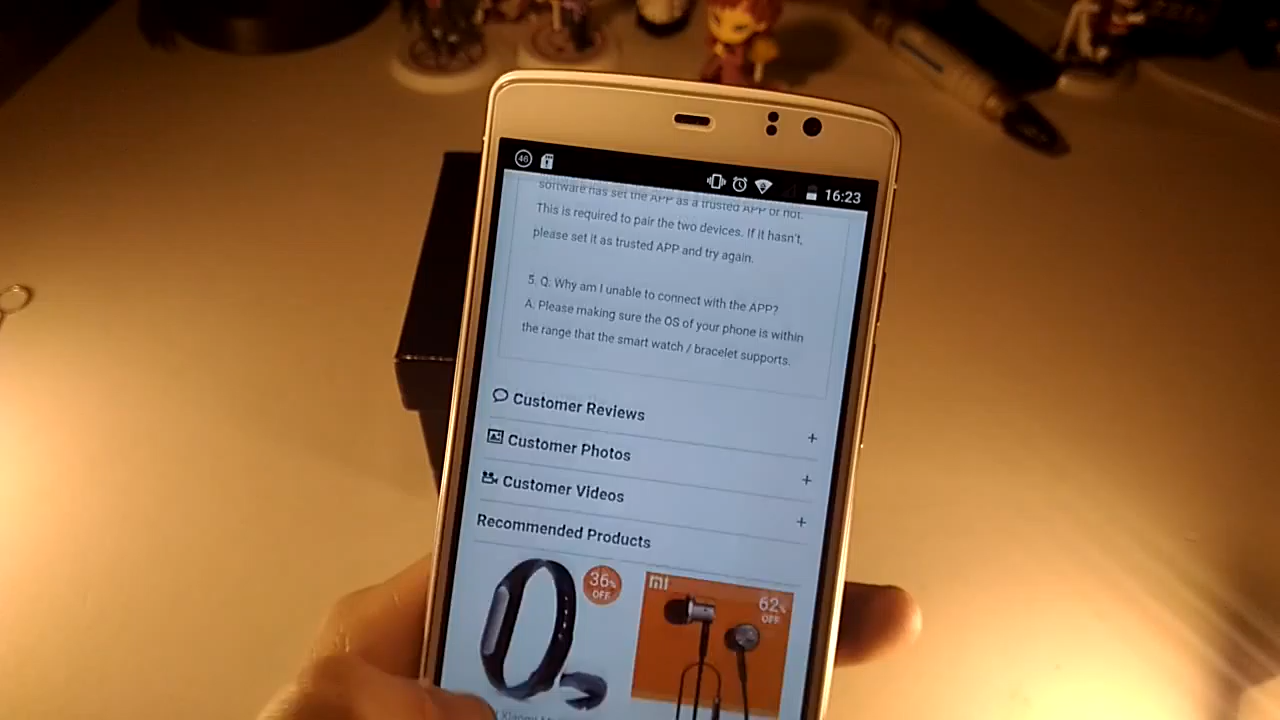 46
16:23
software has set the APP as a trusted APP or not.
This is required to pair the two devices. If it hasn't,
please set it as trusted APP and try again.
5. Q: Why am I unable to connect with the APP?
A: Please making sure the OS of your phone is within
the range that the smart watch / bracelet supports.
Customer Reviews +
Customer Photos +
Customer Videos +
Recommended Products
36% OFF
mi
62% OFF
Xiaomi